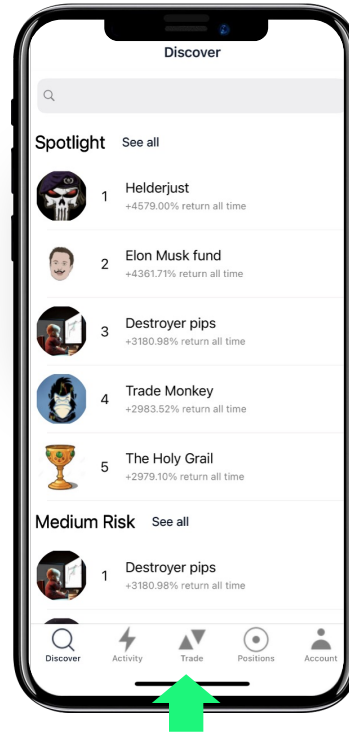 Discover
Spotlight See all
1 Helderjust
+4579.00% return all time
2 Elon Musk fund
+4361.71% return all time
3 Destroyer pips
+3180.98% return all time
4 Trade Monkey
+2983.52% return all time
5 The Holy Grail
+2979.10% return all time
Medium Risk See all
1 Destroyer pips
+3180.98% return all time
Discover Activity Trade Positions Account